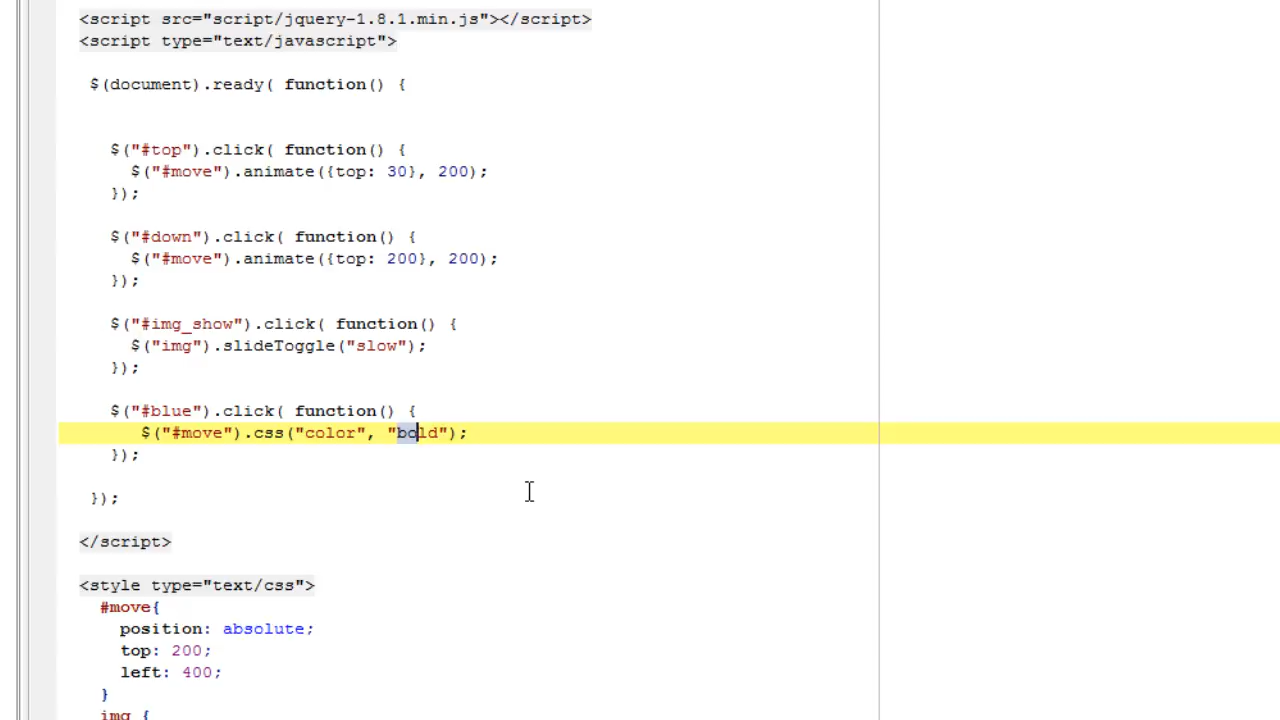 <script src="script/jquery-1.8.1.min.js"></script>
<script type="text/javascript">
$(document).ready( function() {
$("#top").click( function() {
$("#move").animate({top: 30}, 200);
});
$("#down").click( function() {
$("#move").animate({top: 200}, 200);
});
$("#img_show").click( function() {
$("img").slideToggle("slow");
});
$("#blue").click( function() {
$("#move").css("color", "bold");
});
});
</script>
<style type="text/css">
#move{
position: absolute;
top: 200;
left: 400;
}
img {